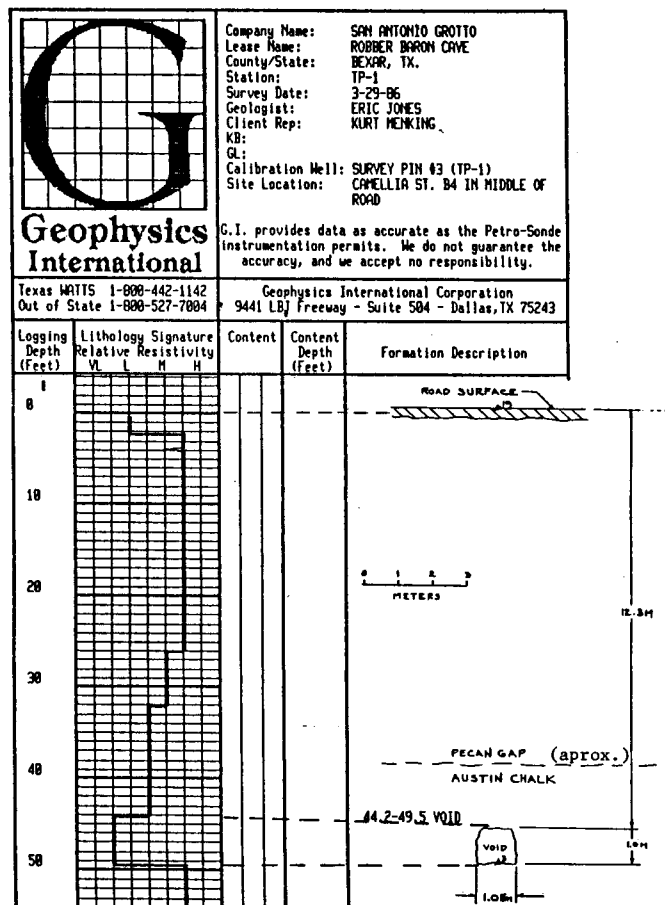 G
Geophysics
International
Company Name: SAN ANTONIO GROTTO
Lease Name: ROBBER BARON CAVE
County/State: BEXAR, TX.
Station: TP-1
Survey Date: 3-29-86
Geologist: ERIC JONES
Client Rep: KURT MENKING
KB:
GL:
Calibration Well: SURVEY PIN #3 (TP-1)
Site Location: CAMELLIA ST. B4 IN MIDDLE OF
ROAD
G.I. provides data as accurate as the Petro-Sonde
instrumentation permits. We do not guarantee the
accuracy, and we accept no responsibility.
Texas WATTS 1-800-442-1142
Out of State 1-800-527-7004
Geophysics International Corporation
9441 LBJ Freeway - Suite 504 - Dallas,TX 75243
Logging
Depth
(Feet)
Lithology Signature
Relative Resistivity
VL L M H
Content
Content
Depth
(Feet)
Formation Description
0
10
20
30
40
50
ROAD SURFACE
0 1 2 3
METERS
PECAN GAP (aprox.)
AUSTIN CHALK
44.2-49.5 VOID
VOID